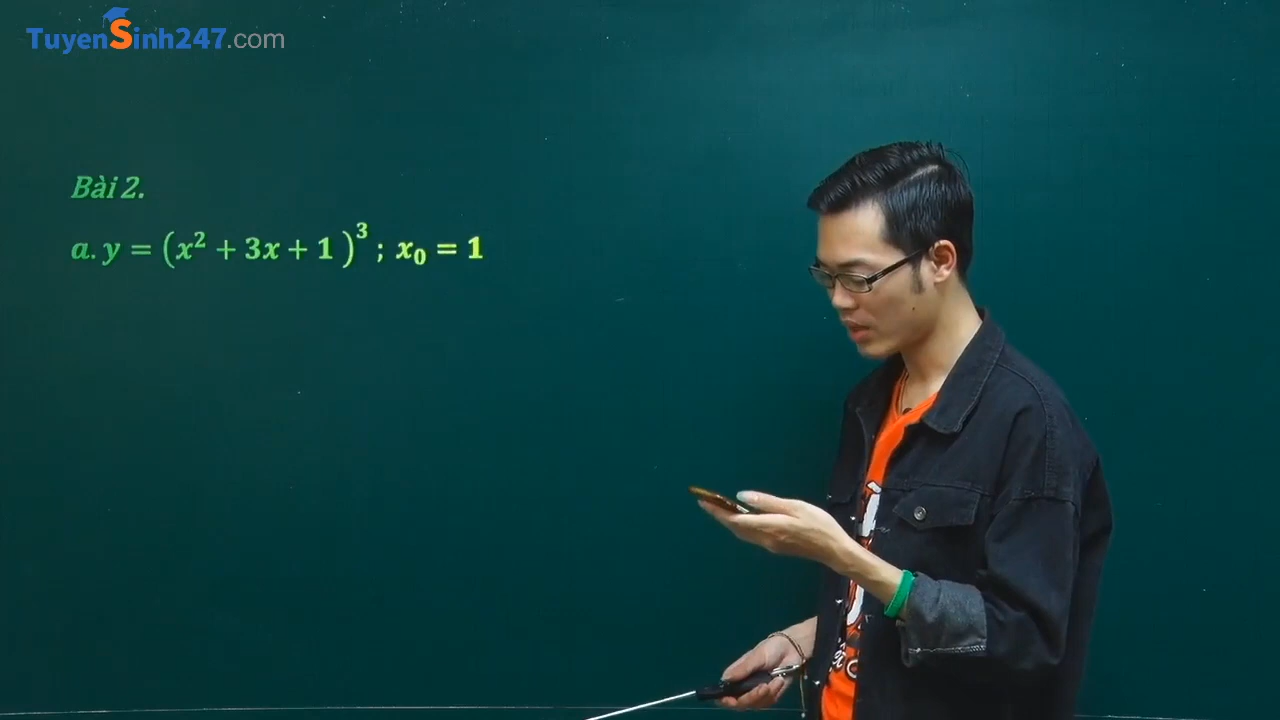 TuyenSinh247.com
Bài 2.
a. y = (x² + 3x + 1)³ ; x₀ = 1